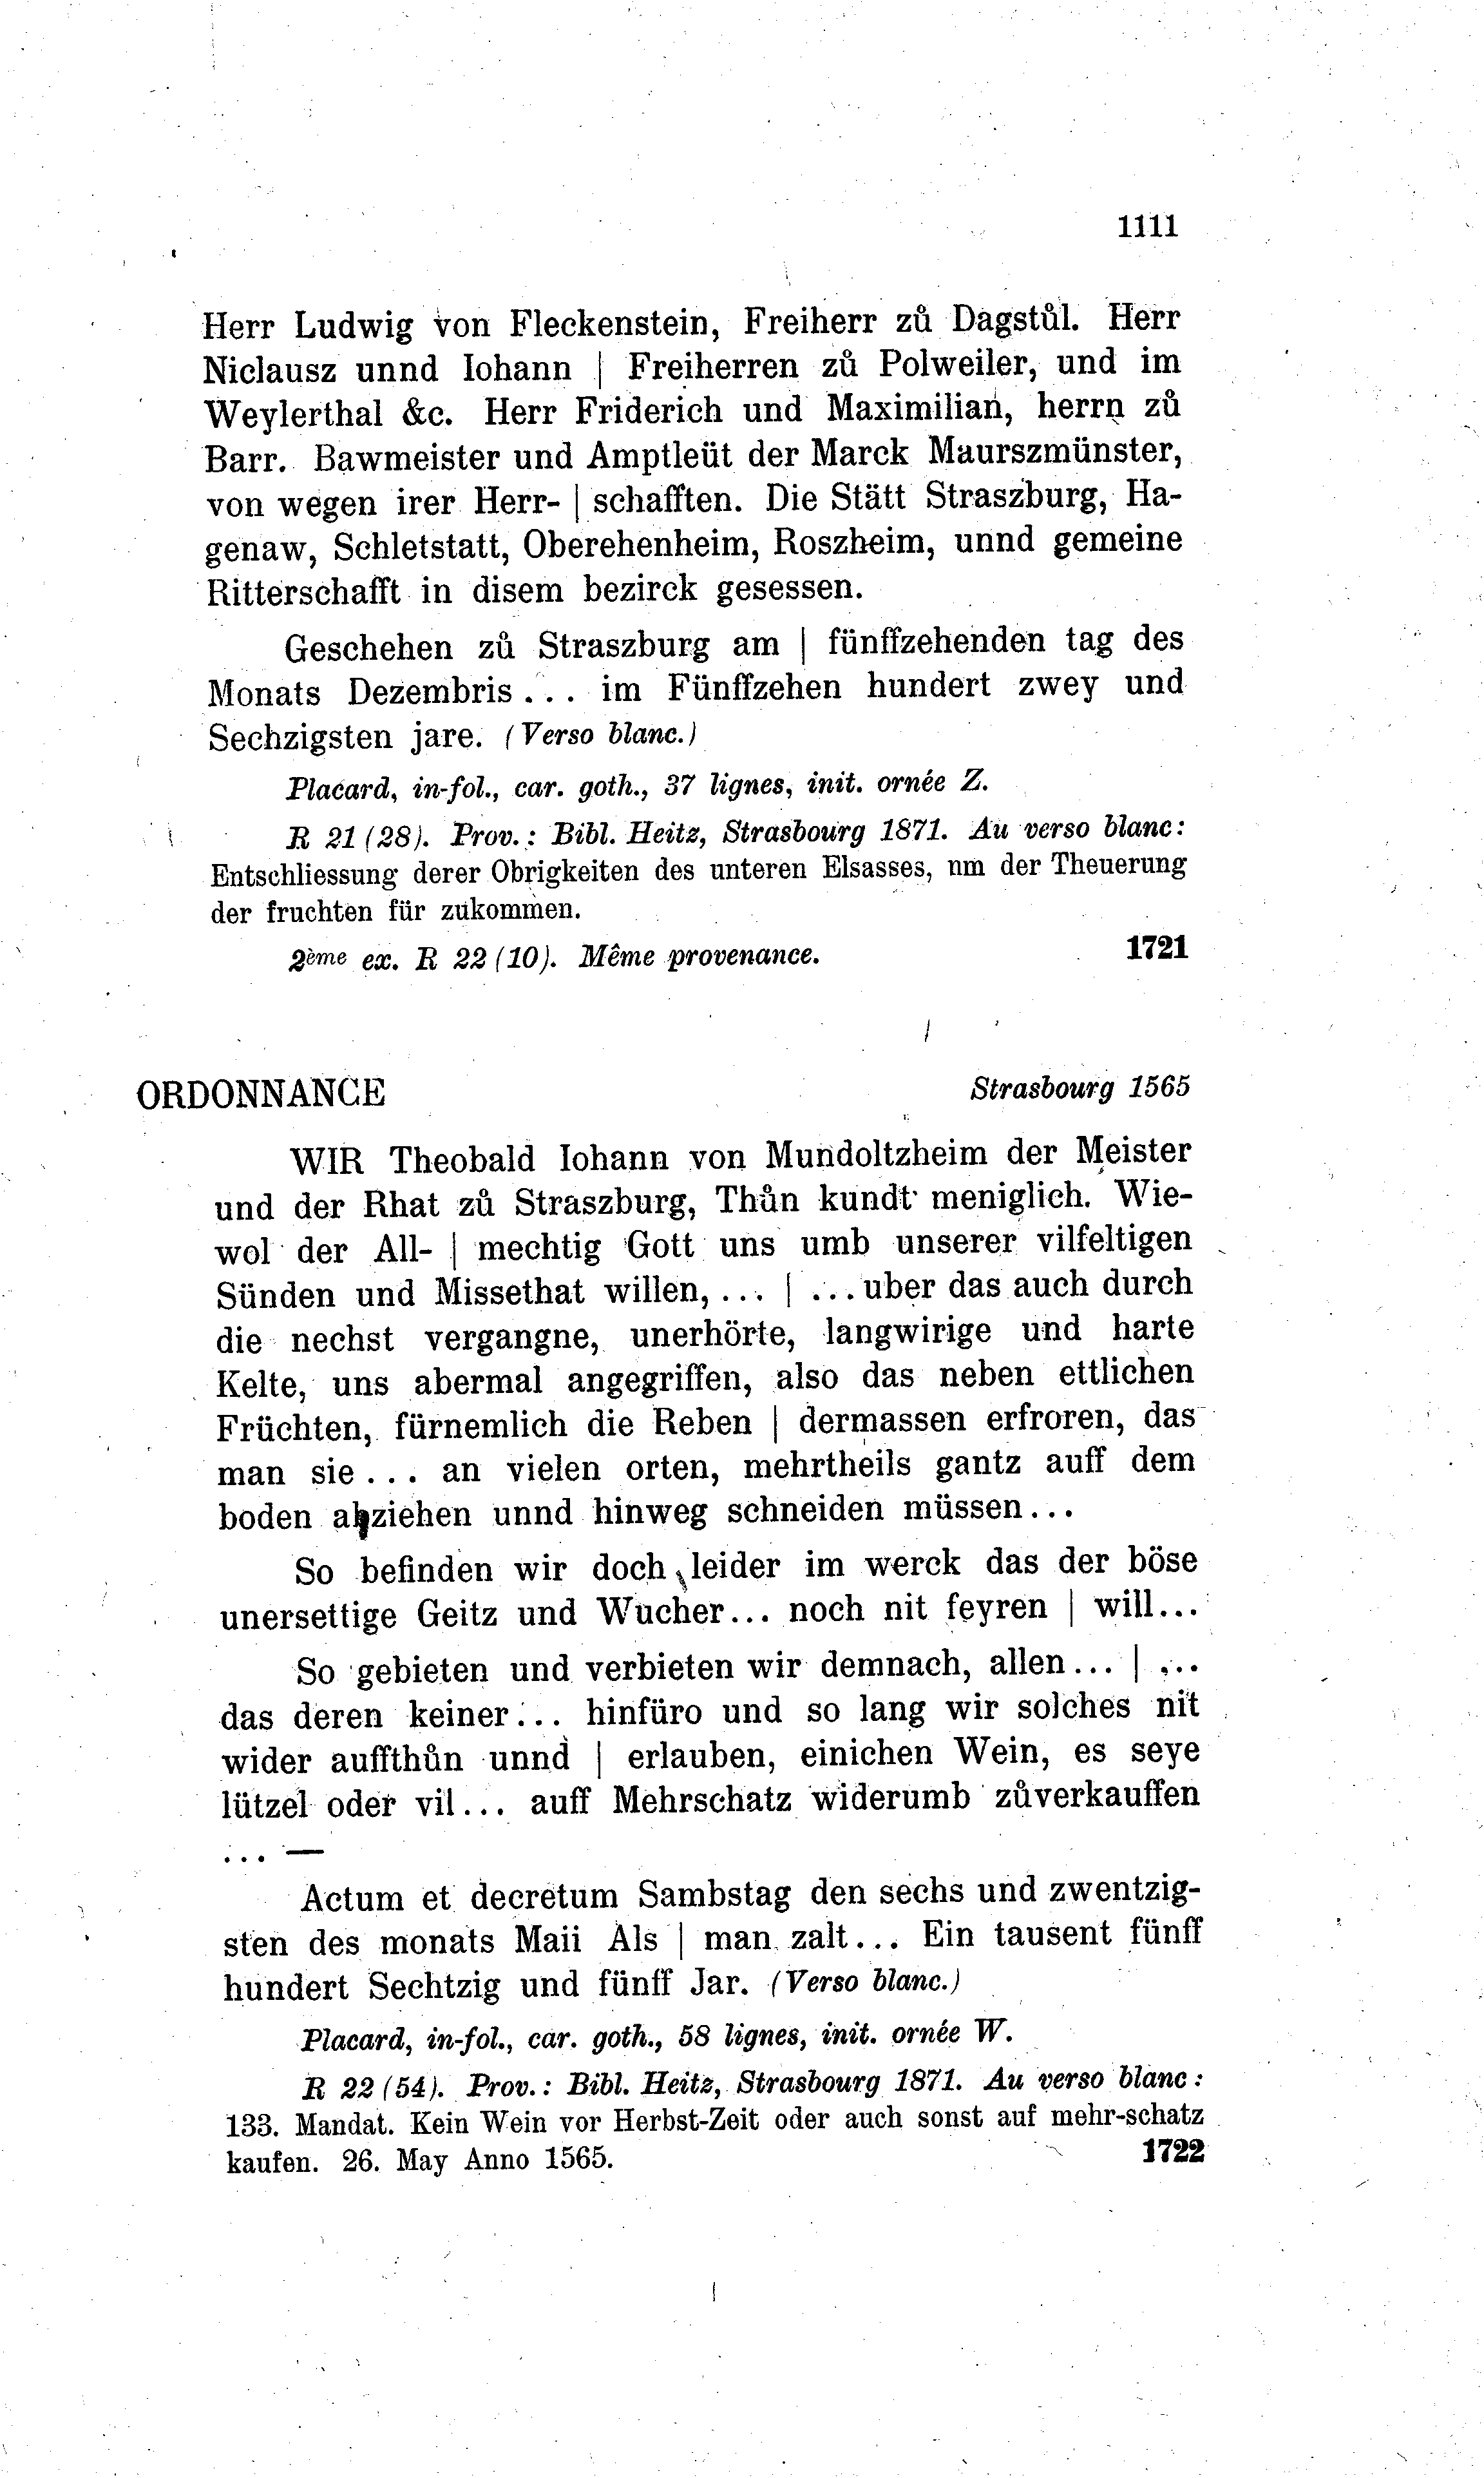 1111
Herr Ludwig von Fleckenstein, Freiherr zů Dagstůl. Herr
Niclausz unnd Iohann | Freiherren zů Polweiler, und im
Weylerthal &c. Herr Friderich und Maximilian, herrn zů
Barr. Bawmeister und Amptleüt der Marck Maurszmünster,
von wegen irer Herr- | schafften. Die Stätt Straszburg, Ha-
genaw, Schletstatt, Oberehenheim, Roszheim, unnd gemeine
Ritterschafft in disem bezirck gesessen.
Geschehen zů Straszburg am | fünffzehenden tag des
Monats Dezembris... im Fünffzehen hundert zwey und
Sechzigsten jare. (Verso blanc.)
Placard, in-fol., car. goth., 37 lignes, init. ornée Z.
R 21 (28). Prov.: Bibl. Heitz, Strasbourg 1871. Au verso blanc:
Entschliessung derer Obrigkeiten des unteren Elsasses, nm der Theuerung
der fruchten für zukommen.
2ème ex. R 22 (10). Même provenance. 1721
ORDONNANCE Strasbourg 1565
WIR Theobald Iohann von Mundoltzheim der Meister
und der Rhat zů Straszburg, Thůn kundt meniglich. Wie-
wol der All- | mechtig Gott uns umb unserer vilfeltigen
Sünden und Missethat willen, ... | ...uber das auch durch
die nechst vergangne, unerhörte, langwirige und harte
Kelte, uns abermal angegriffen, also das neben ettlichen
Früchten, fürnemlich die Reben | dermassen erfroren, das
man sie... an vielen orten, mehrtheils gantz auff dem
boden abziehen unnd hinweg schneiden müssen...
So befinden wir doch leider im werck das der böse
unersettige Geitz und Wucher... noch nit feyren | will...
So gebieten und verbieten wir demnach, allen... | ...
das deren keiner... hinfüro und so lang wir solches nit
wider auffthůn unnd | erlauben, einichen Wein, es seye
lützel oder vil... auff Mehrschatz widerumb zůverkauffen
... —
Actum et decretum Sambstag den sechs und zwentzig-
sten des monats Maii Als | man zalt... Ein tausent fünff
hundert Sechtzig und fünff Jar. (Verso blanc.)
Placard, in-fol., car. goth., 58 lignes, init. ornée W.
R 22 (54). Prov.: Bibl. Heitz, Strasbourg 1871. Au verso blanc:
133. Mandat. Kein Wein vor Herbst-Zeit oder auch sonst auf mehr-schatz
kaufen. 26. May Anno 1565. 1722